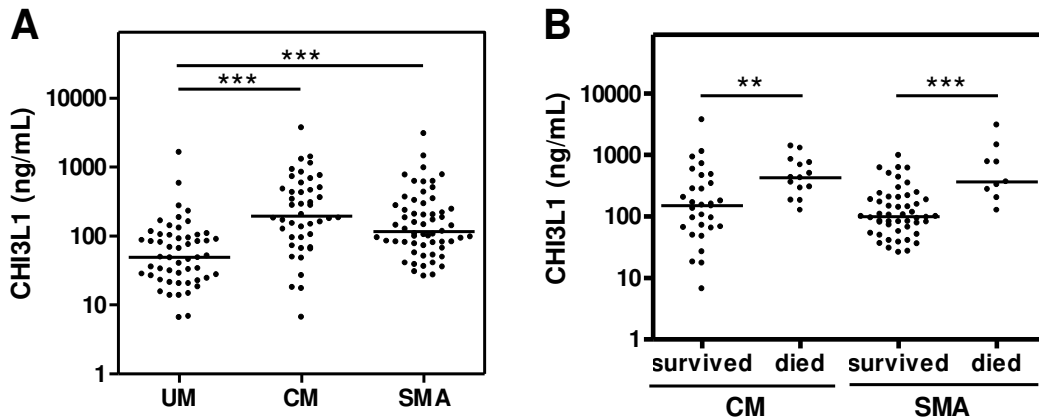 A
CHI3L1 (ng/mL)
10000
1000
100
10
1
***
***
UM CM SMA
B
CHI3L1 (ng/mL)
10000
1000
100
10
1
** ***
survived died survived died
CM SMA